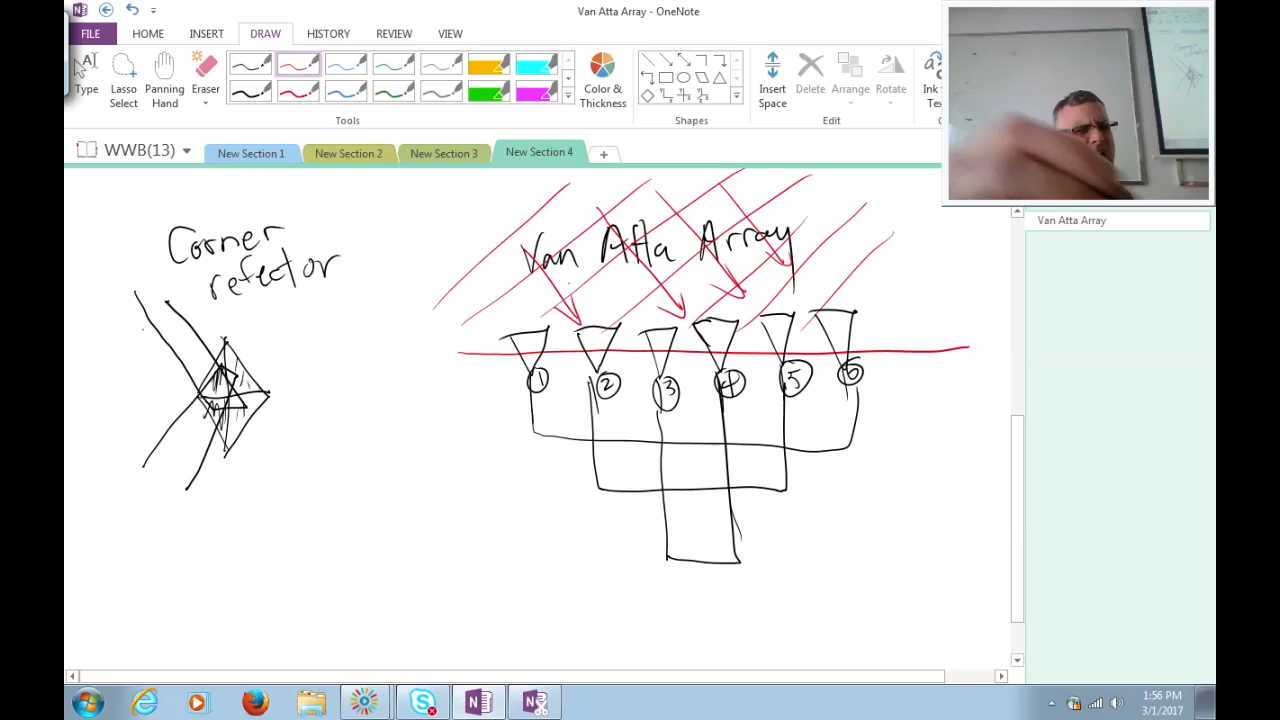 Van Atta Array - OneNote
FILE HOME INSERT DRAW HISTORY REVIEW VIEW
Type
Lasso Select
Panning Hand
Eraser
Color & Thickness
Insert Space
Delete
Arrange
Rotate
Ink to
Tools
Shapes
Edit
WWB(13)
New Section 1
New Section 2
New Section 3
New Section 4
Van Atta Array
Corner
refector
Van Atta Array
1 2 3 4 5 6
1:56 PM
3/1/2017